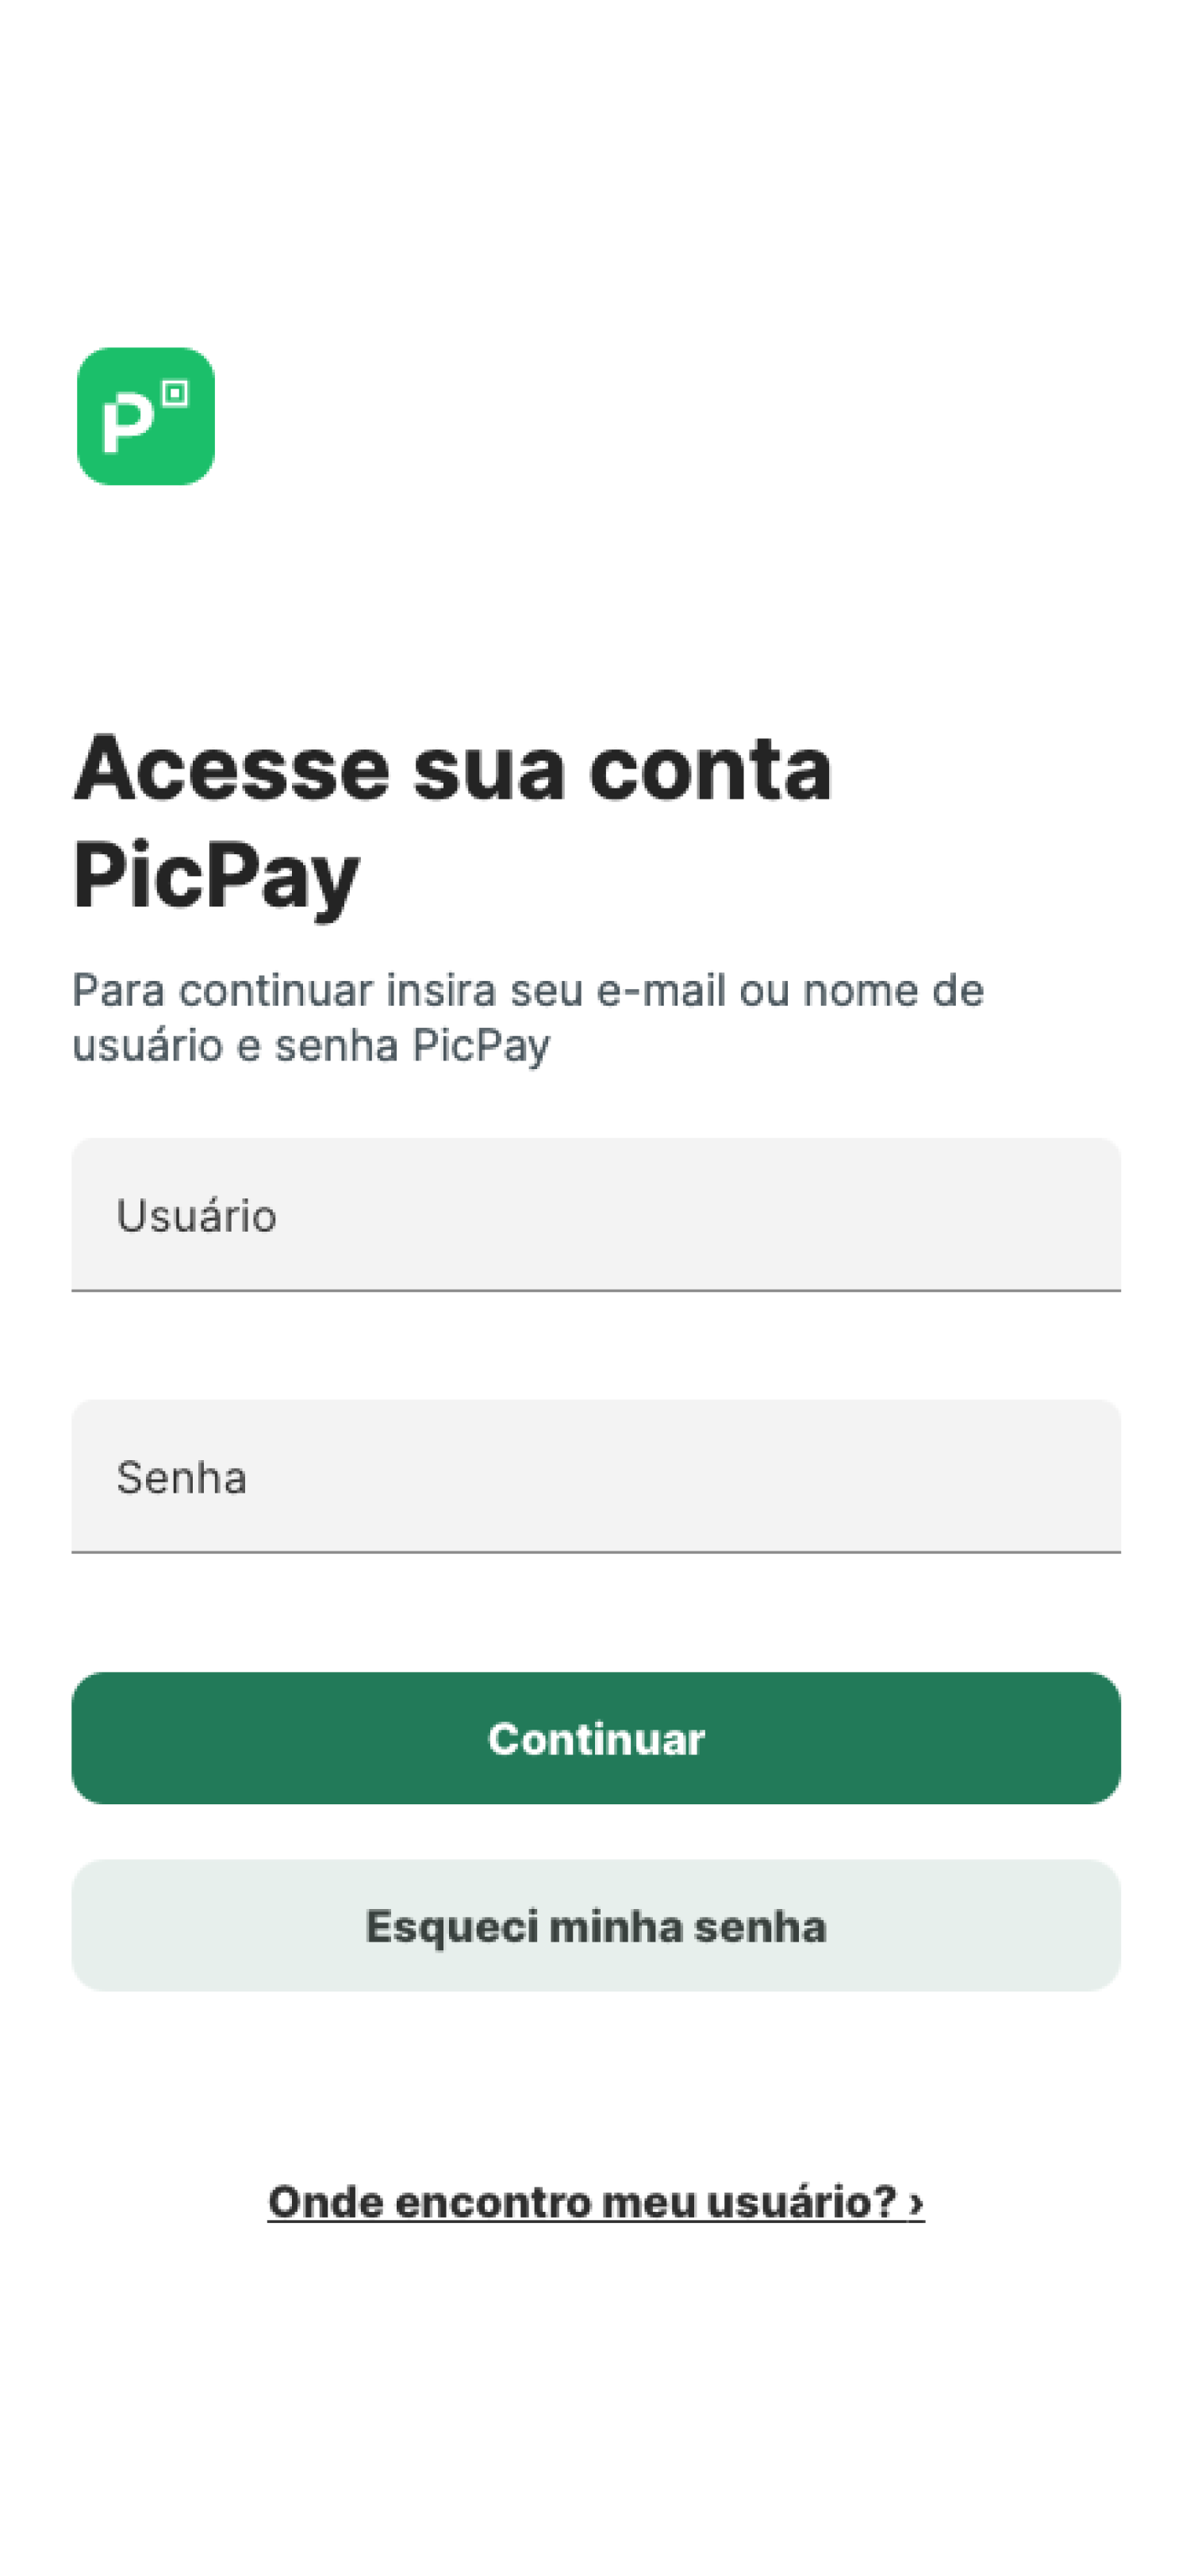 P
Acesse sua conta
PicPay
Para continuar insira seu e-mail ou nome de
usuário e senha PicPay
Usuário
Senha
Continuar
Esqueci minha senha
Onde encontro meu usuário? ›